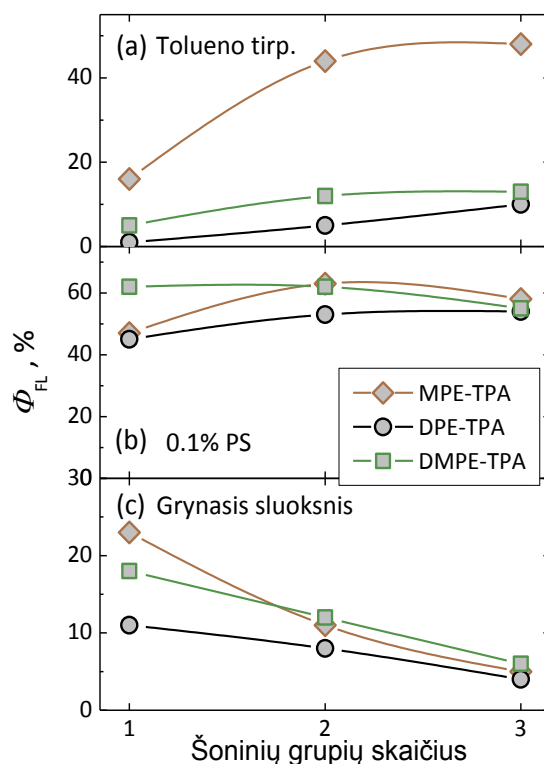 (a) Tolueno tirp.
40
20
0
60
40
20
Φ_FL, %
(b) 0.1% PS
MPE-TPA
DPE-TPA
DMPE-TPA
30
(c) Grynasis sluoksnis
20
10
0
1 2 3
Šoninių grupių skaičius